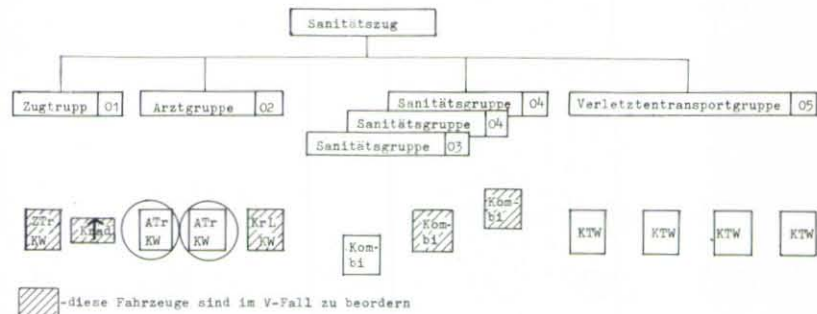 Sanitätszug
Zugtrupp 01
Arztgruppe 02
Sanitätsgruppe 04
Sanitätsgruppe 04
Sanitätsgruppe 03
Verletztentransportgruppe 05
ZTr KW
Krad
ATr KW
ATr KW
KrL KW
Kom- bi
Kom- bi
Kom- bi
KTW
KTW
KTW
KTW
-diese Fahrzeuge sind im V-Fall zu beordern